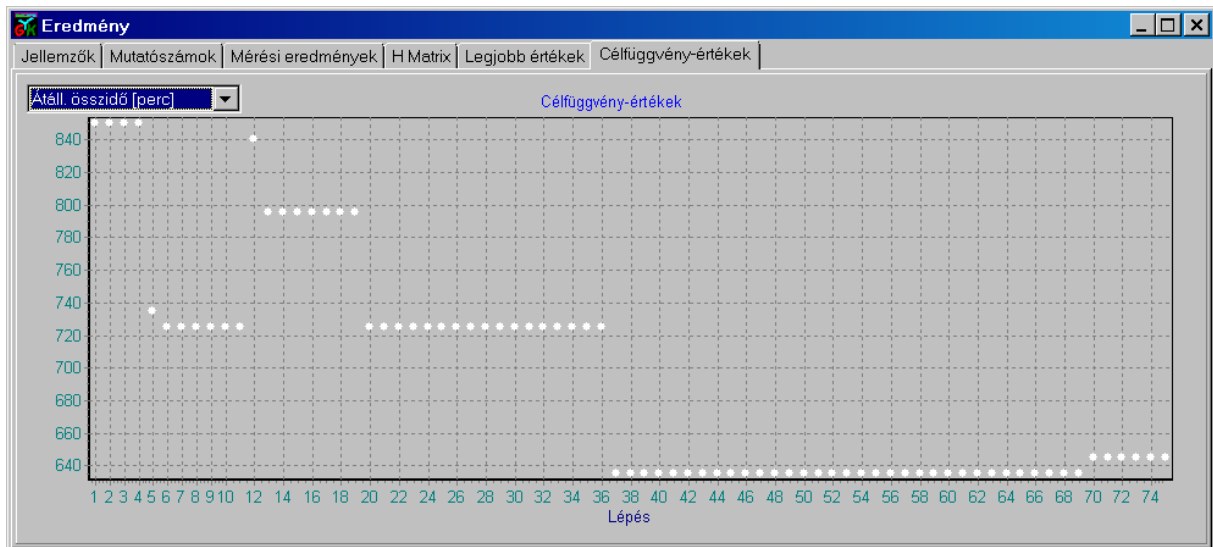 Eredmény
Jellemzők Mutatószámok Mérési eredmények H Matrix Legjobb értékek Célfüggvény-értékek
Átáll. összidő [perc]
Célfüggvény-értékek
840
820
800
780
760
740
720
700
680
660
640
1 2 3 4 5 6 7 8 9 10 12 14 16 18 20 22 24 26 28 30 32 34 36 38 40 42 44 46 48 50 52 54 56 58 60 62 64 66 68 70 72 74
Lépés